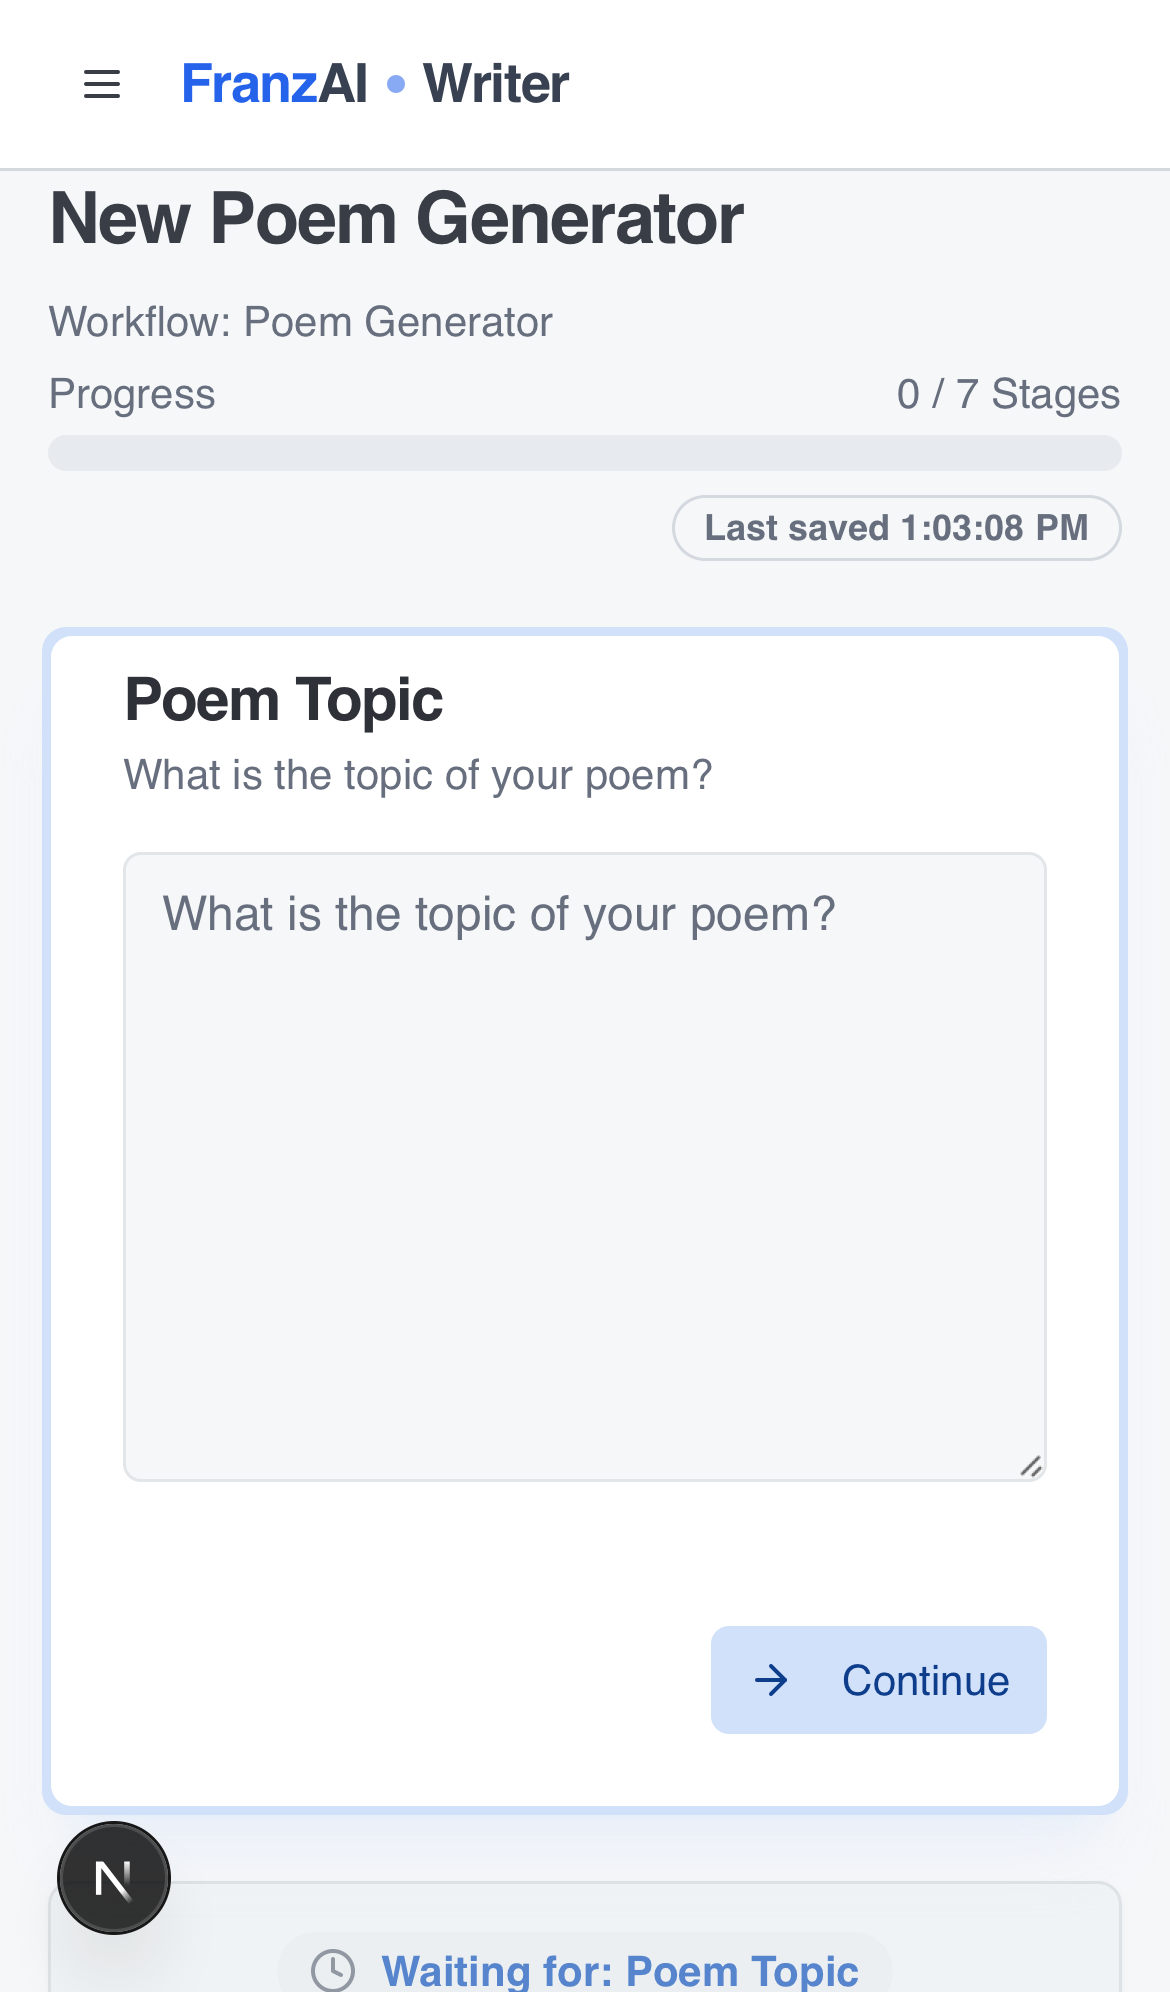 FranzAI • Writer
New Poem Generator
Workflow: Poem Generator
Progress 0 / 7 Stages
Last saved 1:03:08 PM
Poem Topic
What is the topic of your poem?
What is the topic of your poem?
Continue
N
Waiting for: Poem Topic